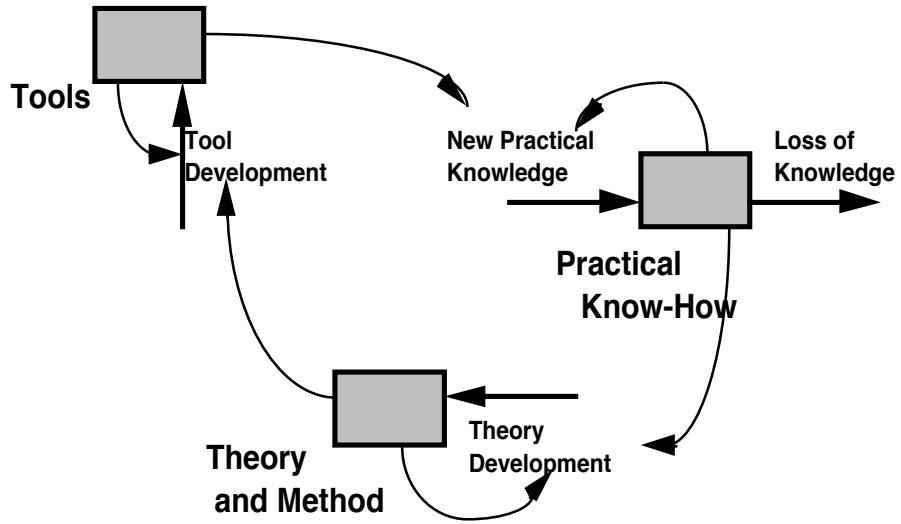 Tools
Tool
Development
New Practical
Knowledge
Loss of
Knowledge
Practical
Know-How
Theory
Development
Theory
and Method